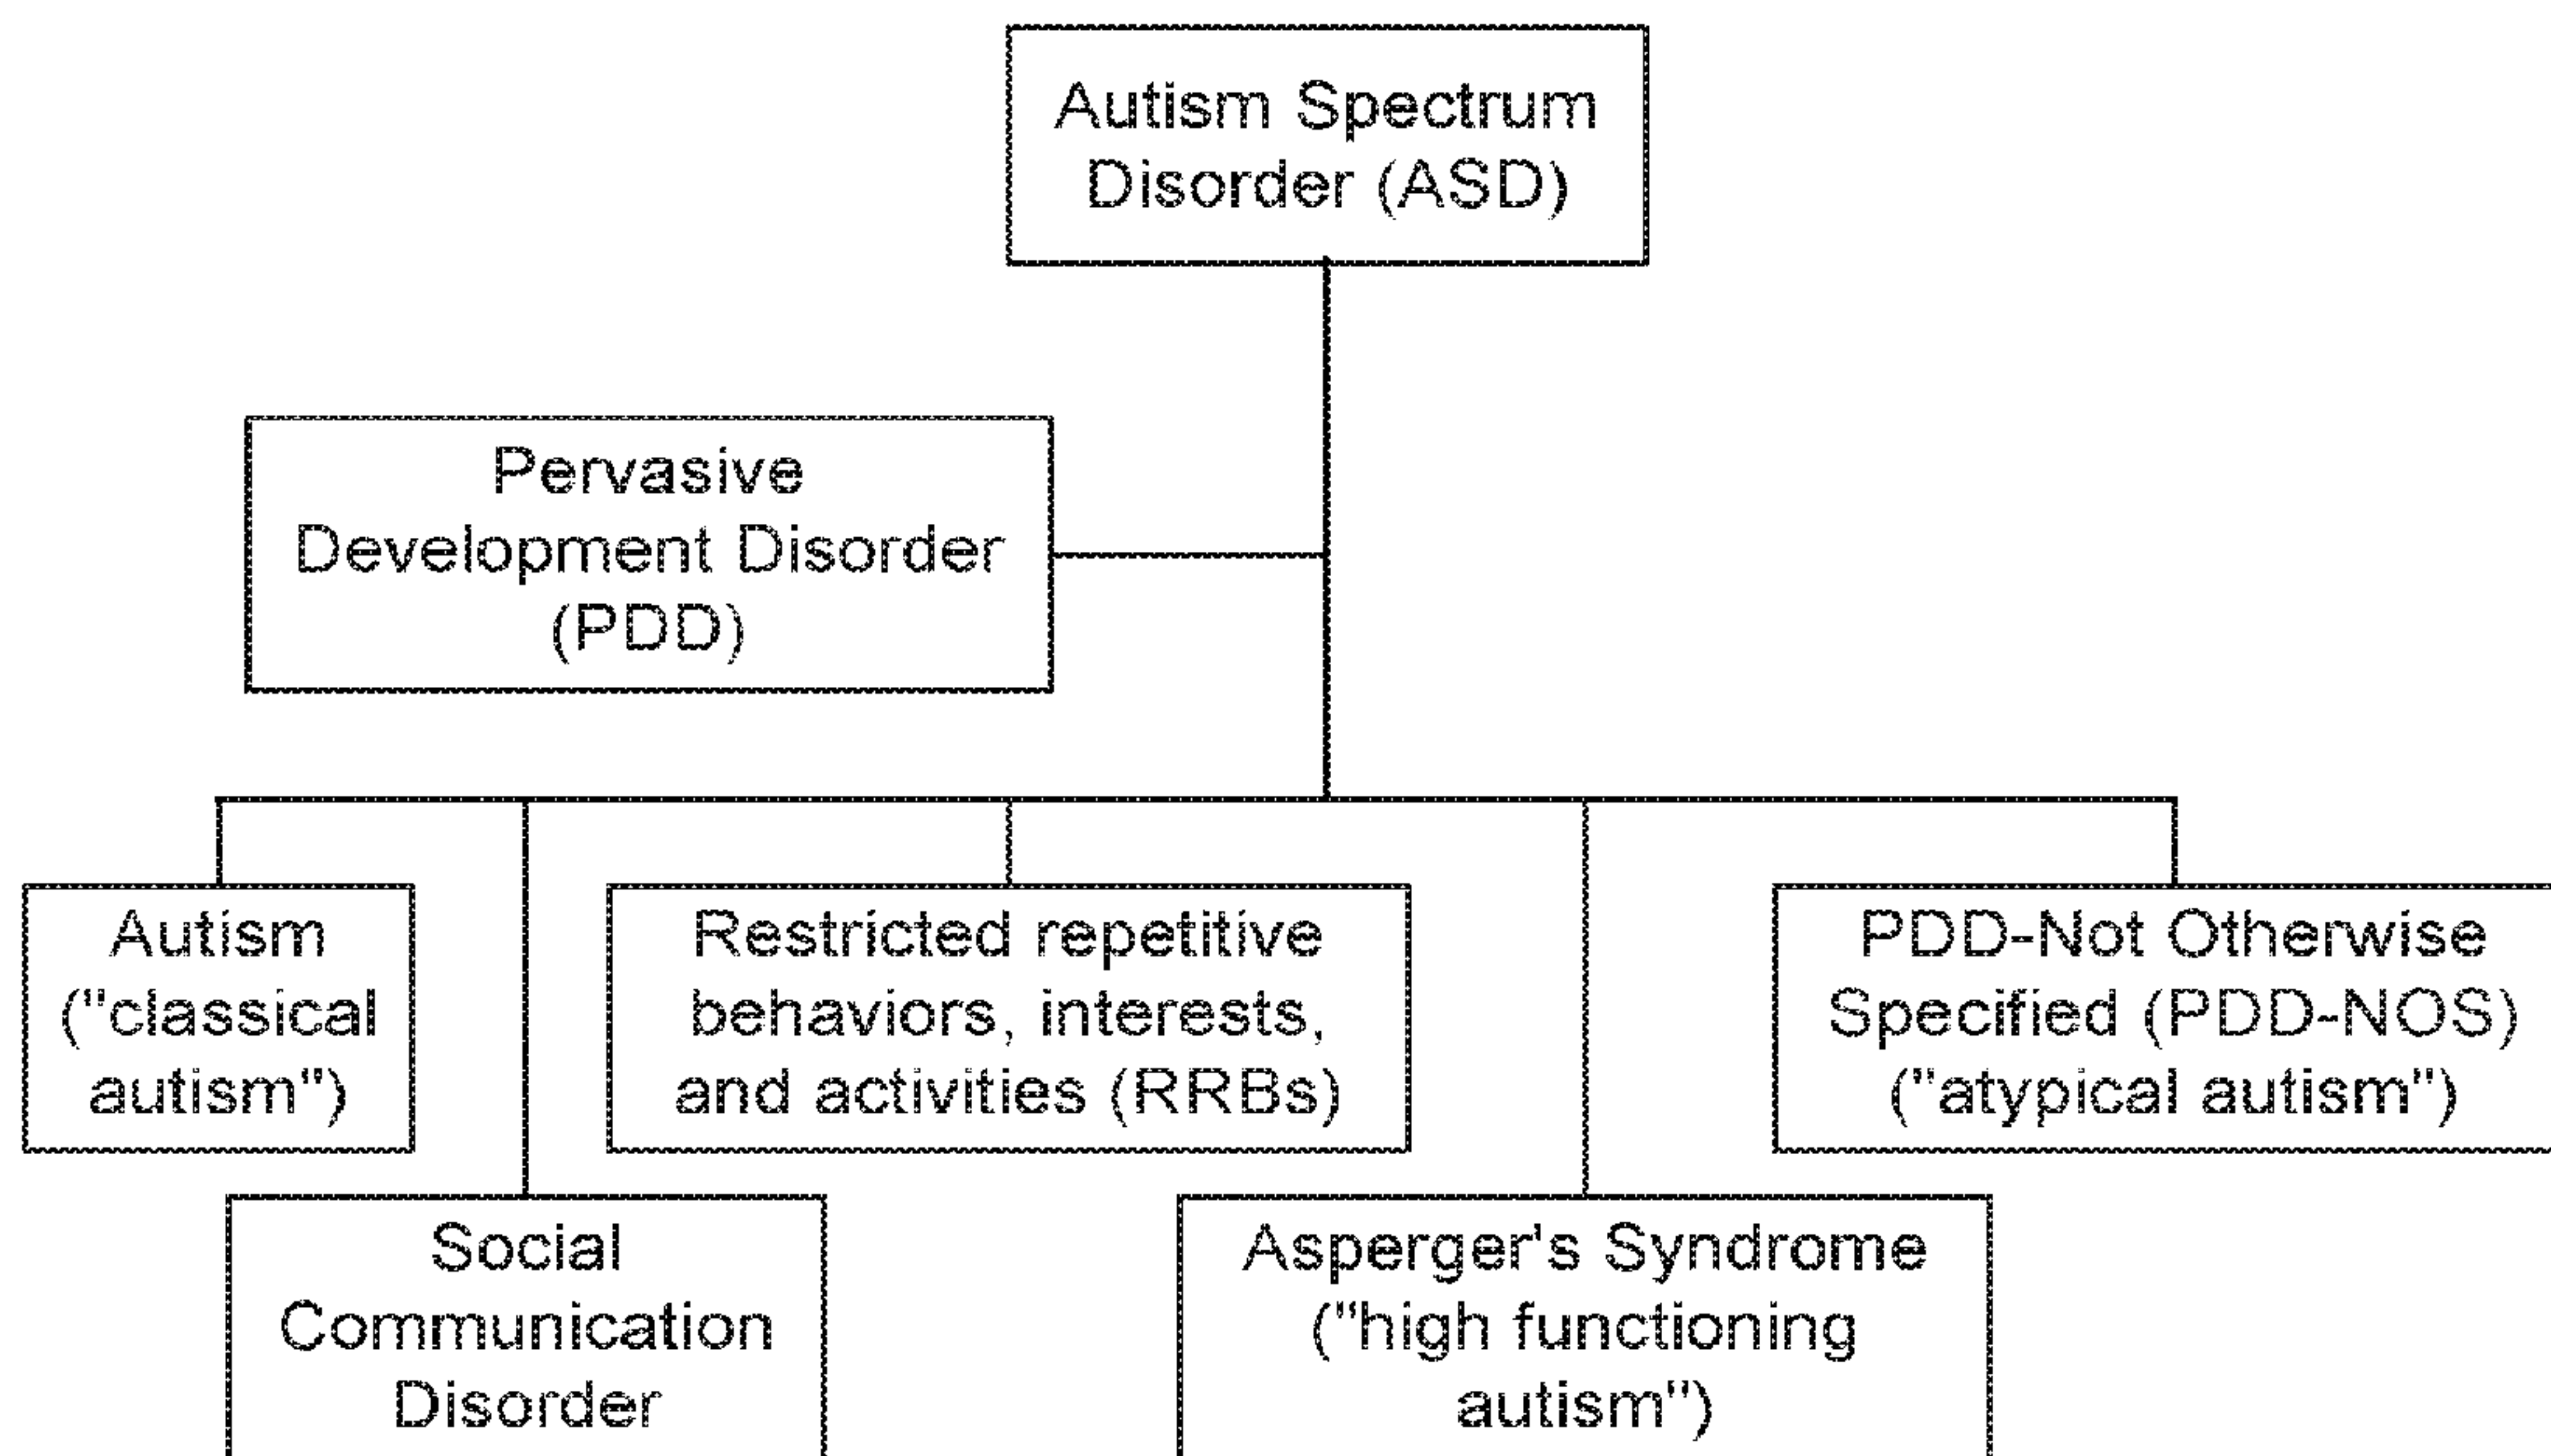 Autism Spectrum
Disorder (ASD)
Pervasive
Development Disorder
(PDD)
Autism
("classical
autism")
Restricted repetitive
behaviors, interests,
and activities (RRBs)
PDD-Not Otherwise
Specified (PDD-NOS)
("atypical autism")
Social
Communication
Disorder
Asperger's Syndrome
("high functioning
autism")